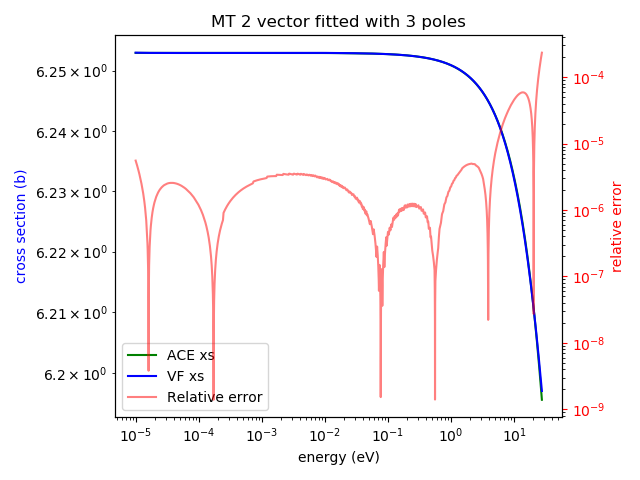 MT 2 vector fitted with 3 poles
6.25 × 10⁰
6.24 × 10⁰
6.23 × 10⁰
6.22 × 10⁰
6.21 × 10⁰
6.2 × 10⁰
cross section (b)
10⁻⁴
10⁻⁵
10⁻⁶
10⁻⁷
10⁻⁸
10⁻⁹
relative error
ACE xs
VF xs
Relative error
10⁻⁵ 10⁻⁴ 10⁻³ 10⁻² 10⁻¹ 10⁰ 10¹
energy (eV)